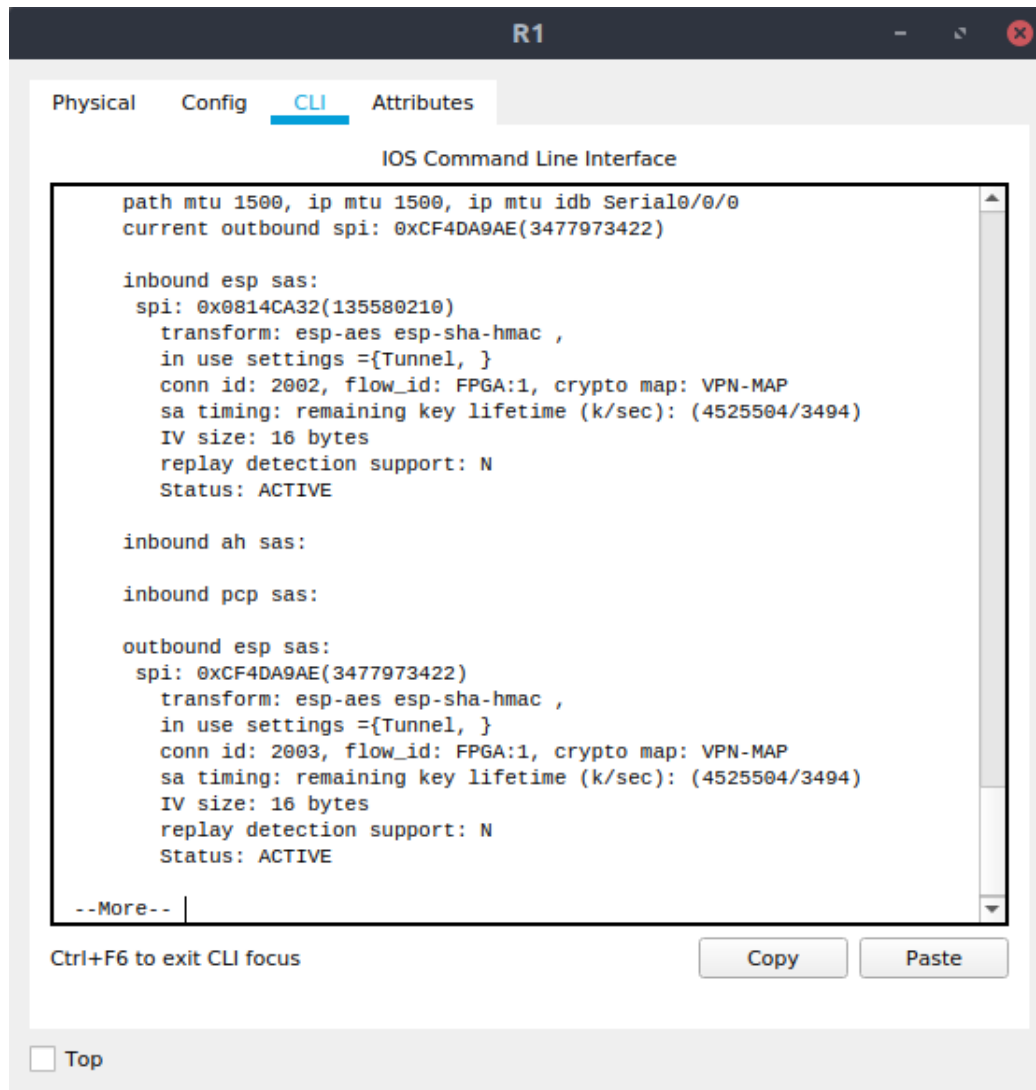 R1
Physical Config CLI Attributes
IOS Command Line Interface
path mtu 1500, ip mtu 1500, ip mtu idb Serial0/0/0
current outbound spi: 0xCF4DA9AE(3477973422)
inbound esp sas:
spi: 0x0814CA32(135580210)
transform: esp-aes esp-sha-hmac ,
in use settings ={Tunnel, }
conn id: 2002, flow_id: FPGA:1, crypto map: VPN-MAP
sa timing: remaining key lifetime (k/sec): (4525504/3494)
IV size: 16 bytes
replay detection support: N
Status: ACTIVE
inbound ah sas:
inbound pcp sas:
outbound esp sas:
spi: 0xCF4DA9AE(3477973422)
transform: esp-aes esp-sha-hmac ,
in use settings ={Tunnel, }
conn id: 2003, flow_id: FPGA:1, crypto map: VPN-MAP
sa timing: remaining key lifetime (k/sec): (4525504/3494)
IV size: 16 bytes
replay detection support: N
Status: ACTIVE
--More--
Ctrl+F6 to exit CLI focus Copy Paste
Top